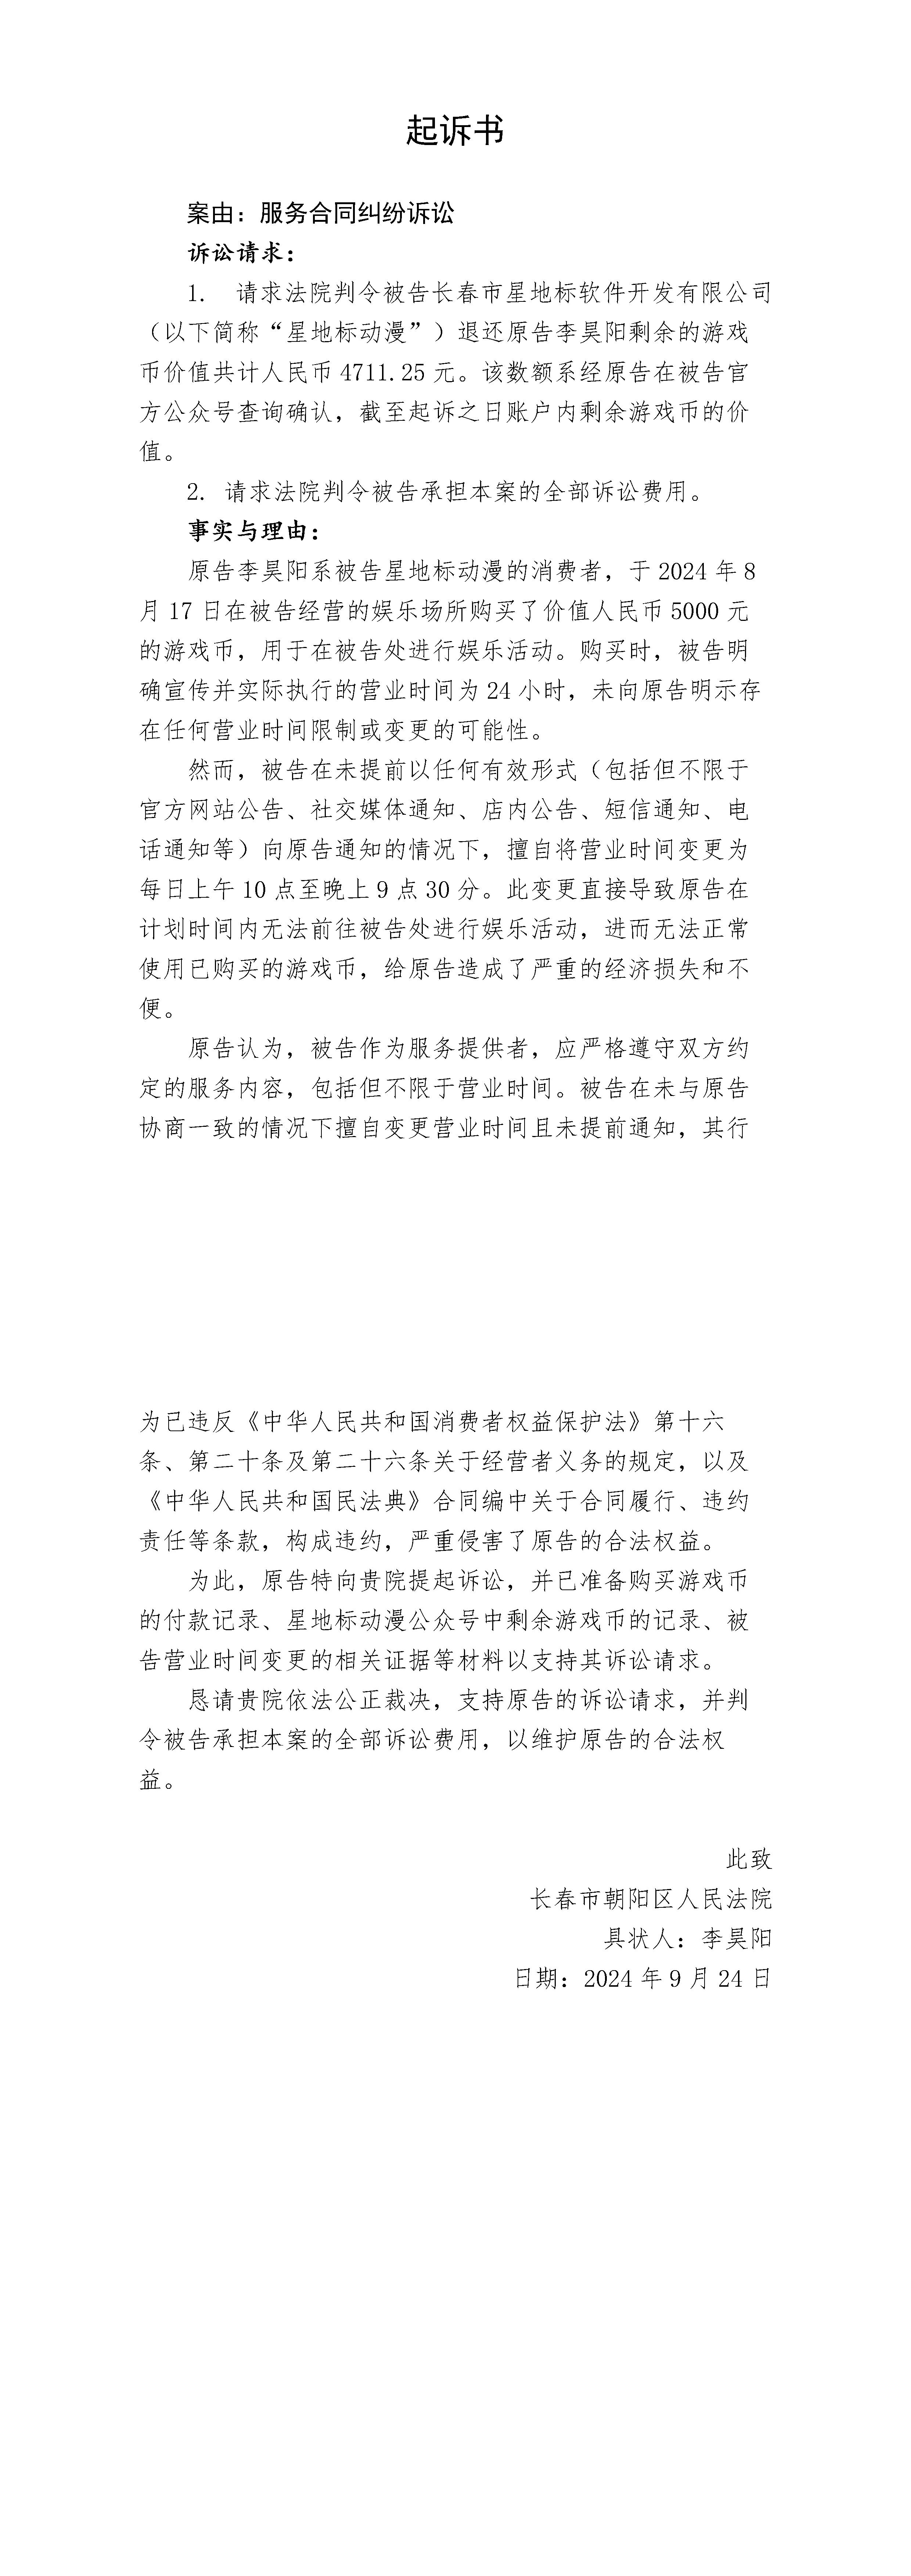 起诉书
案由：服务合同纠纷诉讼
诉讼请求：
1. 请求法院判令被告长春市星地标软件开发有限公司
（以下简称“星地标动漫”）退还原告李昊阳剩余的游戏
币价值共计人民币 4711.25 元。该数额系经原告在被告官
方公众号查询确认，截至起诉之日账户内剩余游戏币的价
值。
2. 请求法院判令被告承担本案的全部诉讼费用。
事实与理由：
原告李昊阳系被告星地标动漫的消费者，于 2024 年 8
月 17 日在被告经营的娱乐场所购买了价值人民币 5000 元
的游戏币，用于在被告处进行娱乐活动。购买时，被告明
确宣传并实际执行的营业时间为 24 小时，未向原告明示存
在任何营业时间限制或变更的可能性。
然而，被告在未提前以任何有效形式（包括但不限于
官方网站公告、社交媒体通知、店内公告、短信通知、电
话通知等）向原告通知的情况下，擅自将营业时间变更为
每日上午 10 点至晚上 9 点 30 分。此变更直接导致原告在
计划时间内无法前往被告处进行娱乐活动，进而无法正常
使用已购买的游戏币，给原告造成了严重的经济损失和不
便。
原告认为，被告作为服务提供者，应严格遵守双方约
定的服务内容，包括但不限于营业时间。被告在未与原告
协商一致的情况下擅自变更营业时间且未提前通知，其行
为已违反《中华人民共和国消费者权益保护法》第十六
条、第二十条及第二十六条关于经营者义务的规定，以及
《中华人民共和国民法典》合同编中关于合同履行、违约
责任等条款，构成违约，严重侵害了原告的合法权益。
为此，原告特向贵院提起诉讼，并已准备购买游戏币
的付款记录、星地标动漫公众号中剩余游戏币的记录、被
告营业时间变更的相关证据等材料以支持其诉讼请求。
恳请贵院依法公正裁决，支持原告的诉讼请求，并判
令被告承担本案的全部诉讼费用，以维护原告的合法权
益。
此致
长春市朝阳区人民法院
具状人：李昊阳
日期：2024 年 9 月 24 日